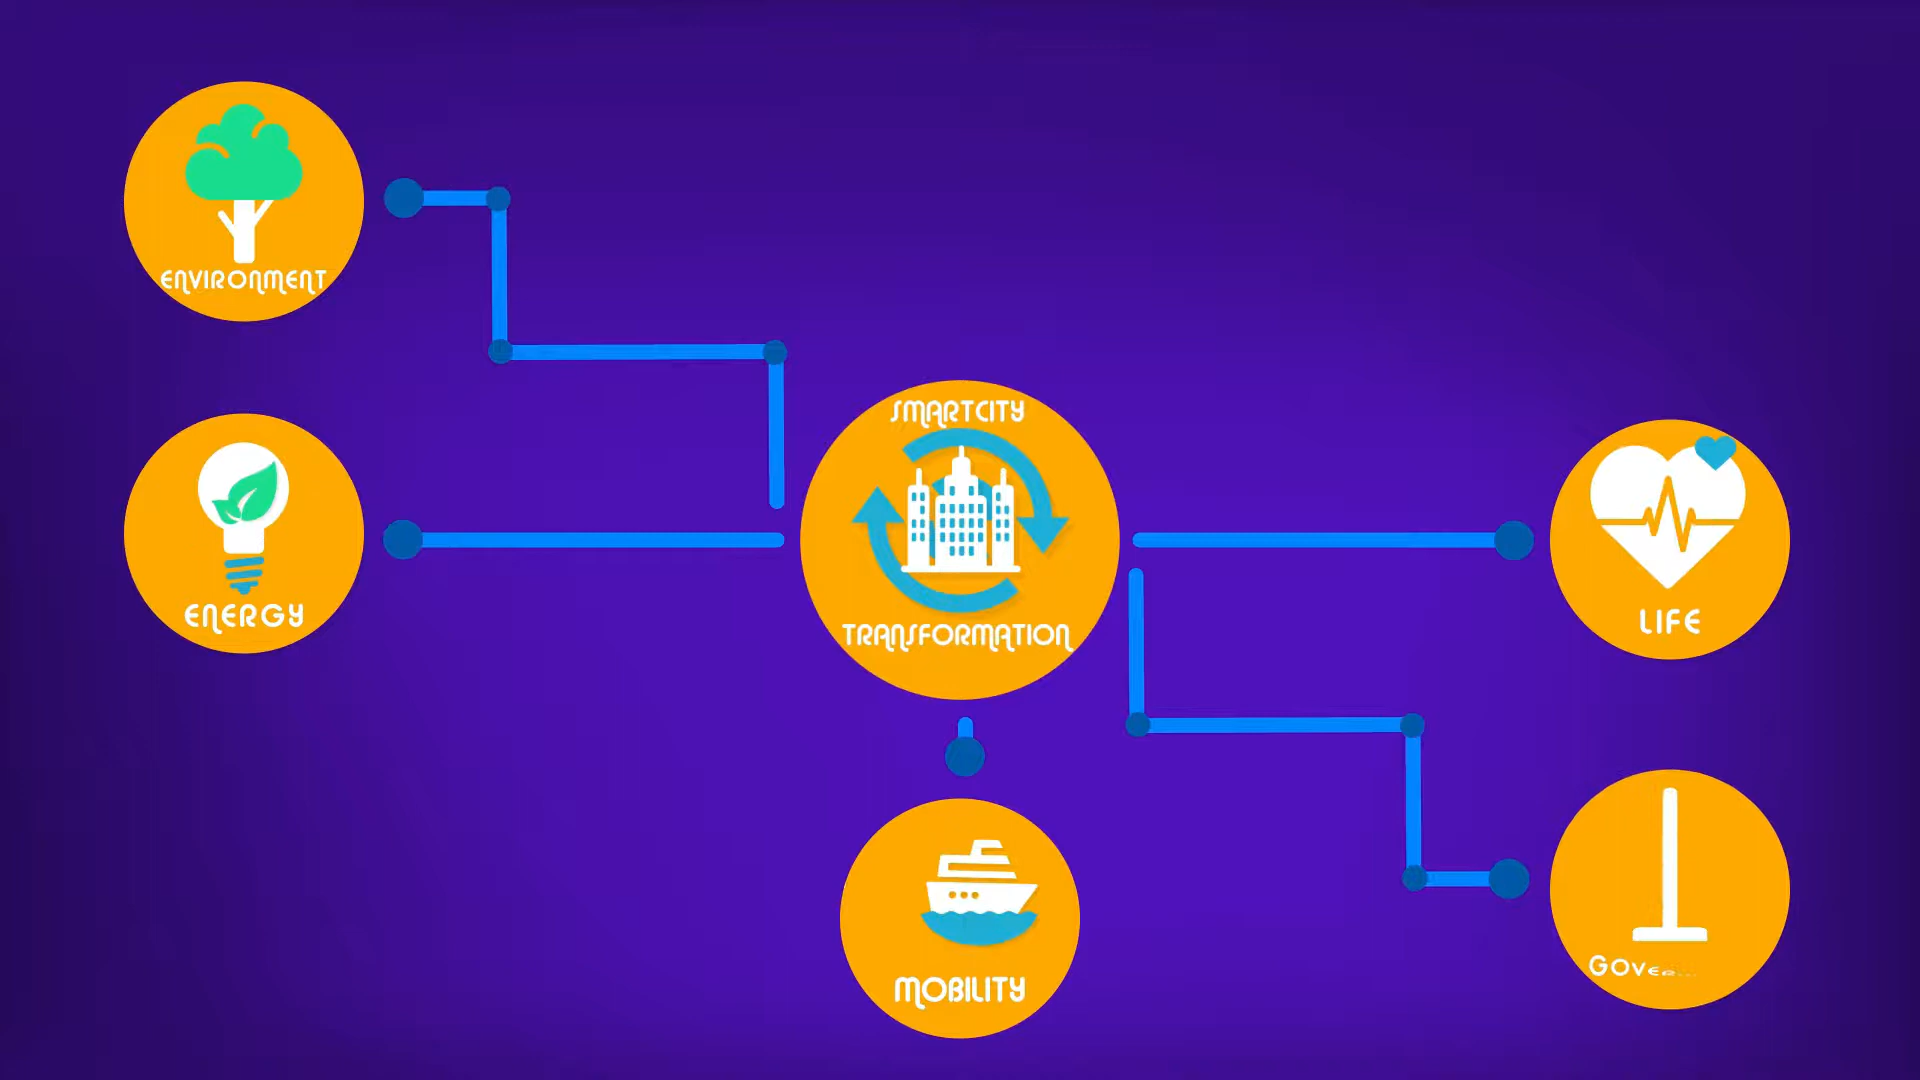 ENVIRONMENT
SMARTCITY
ENERGY
LIFE
TRANSFORMATION
MOBILITY